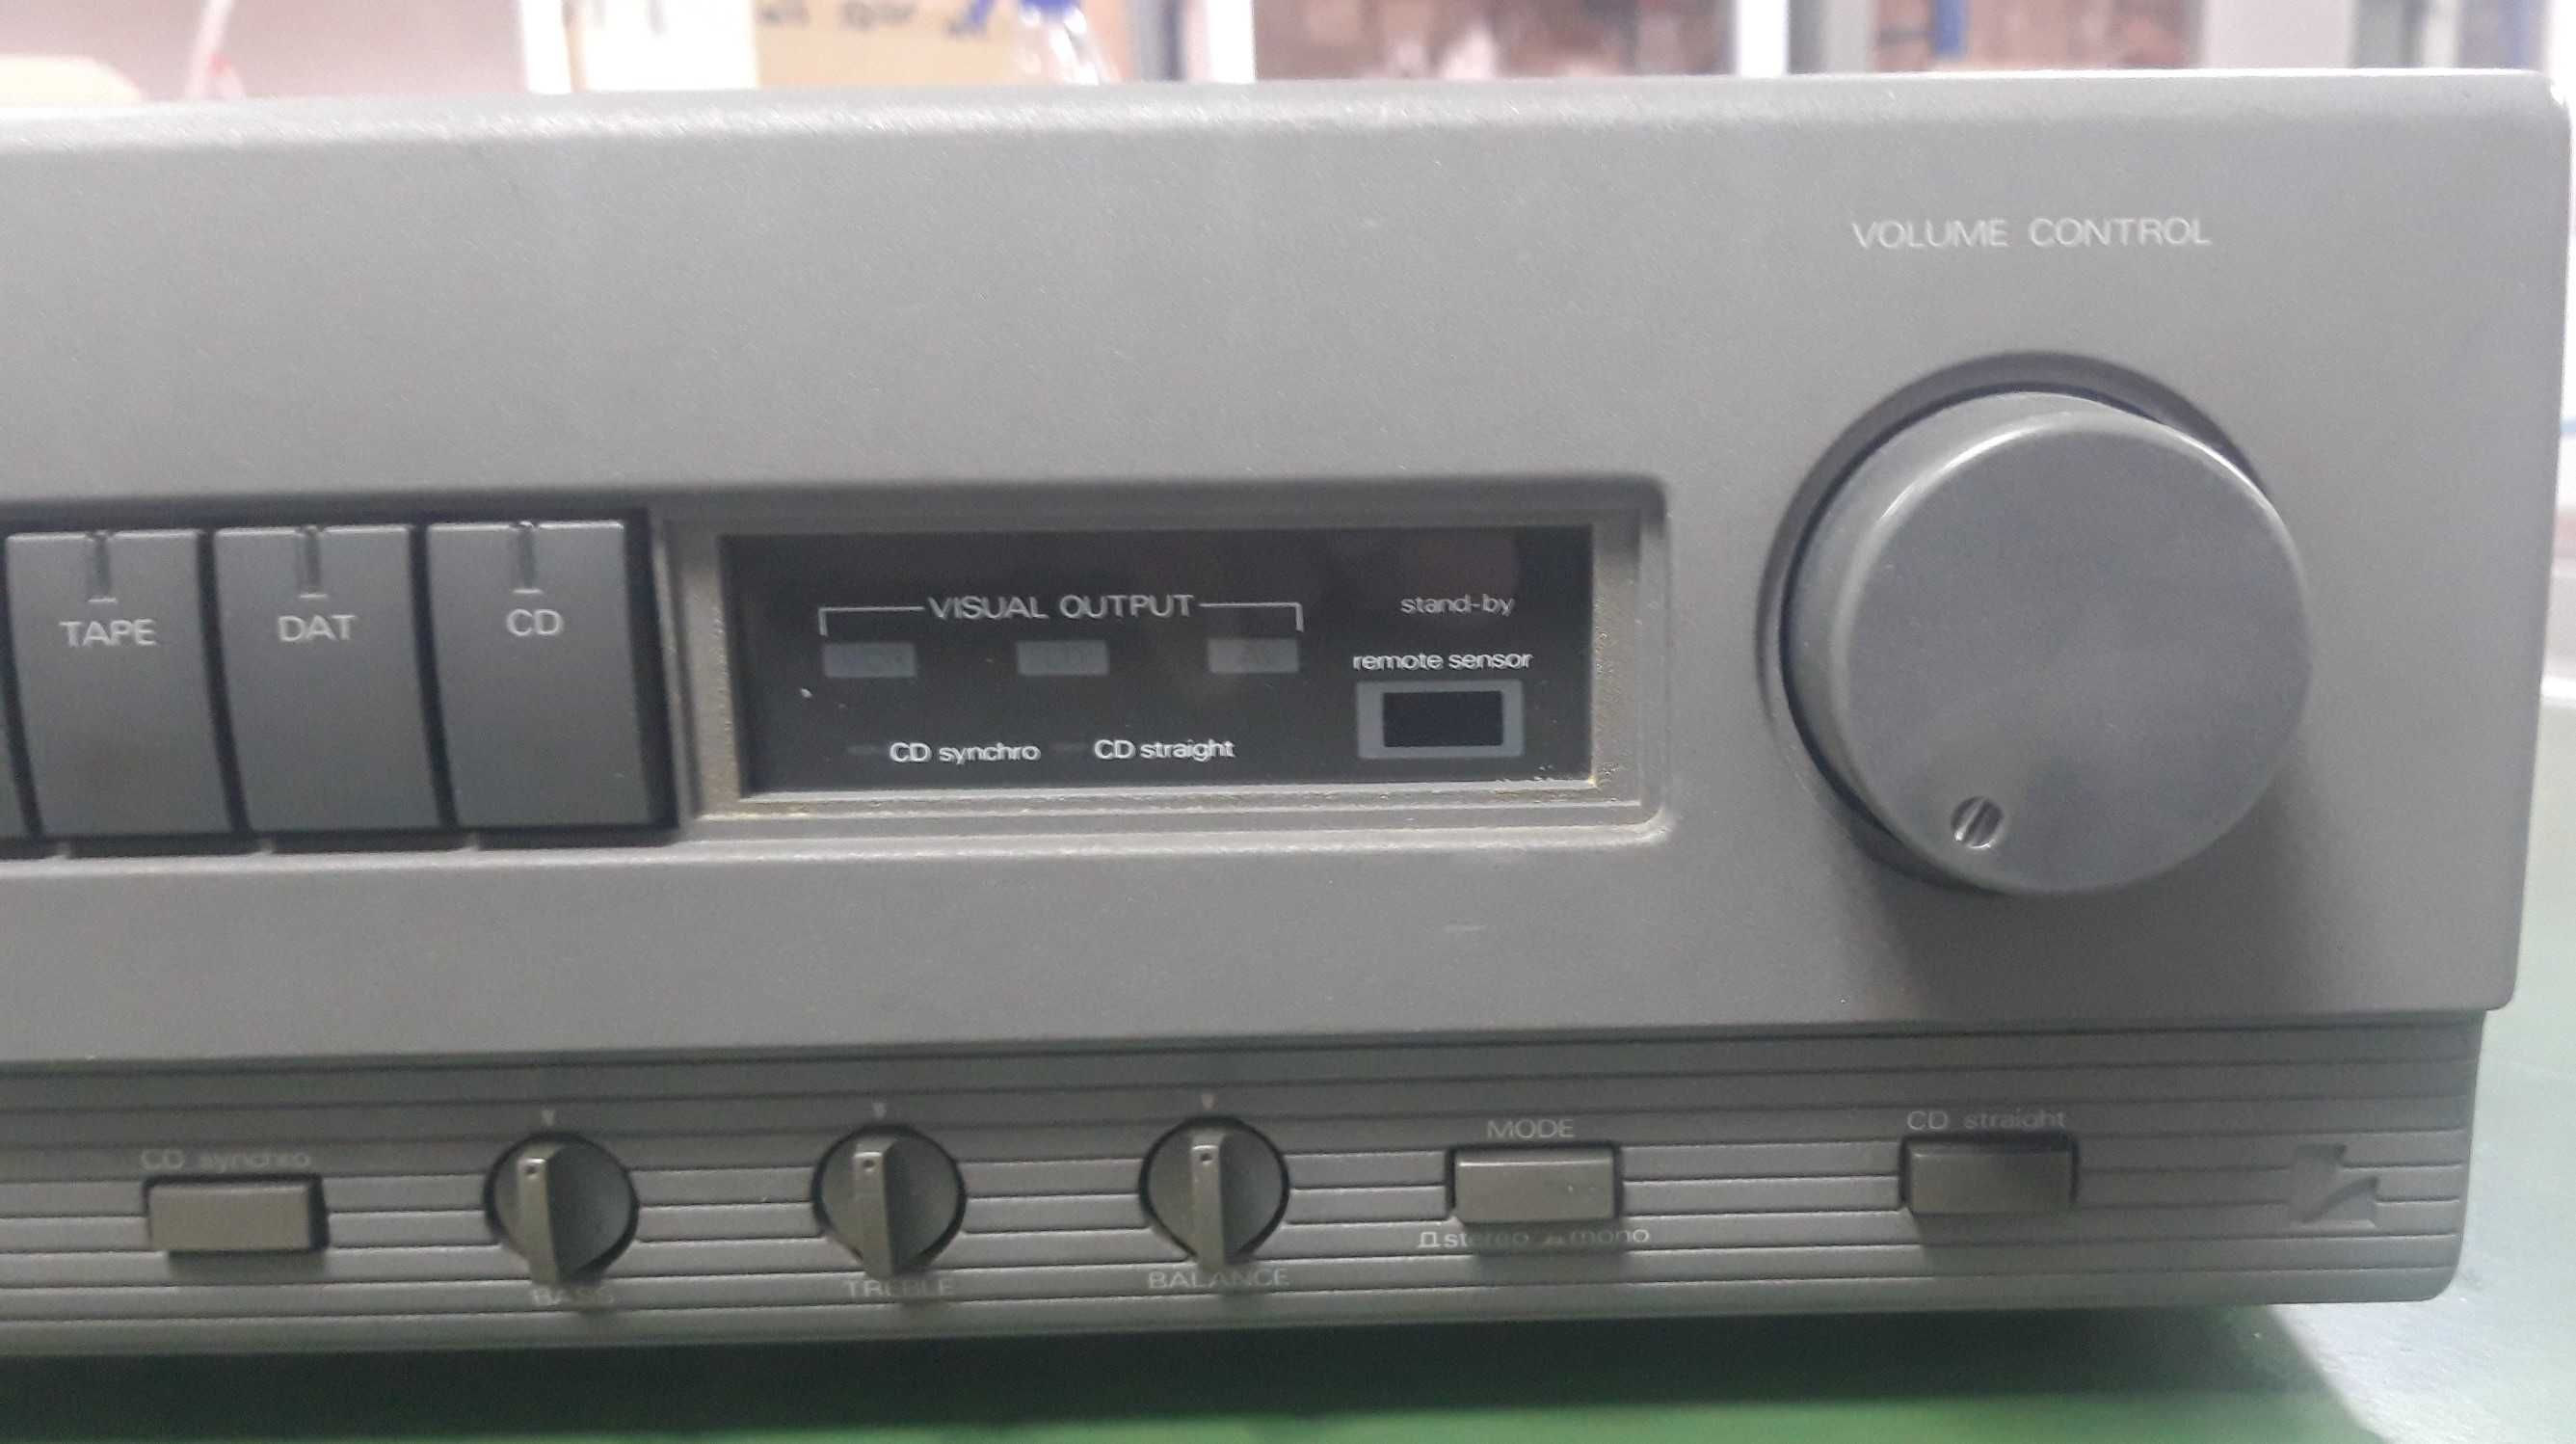 VOLUME CONTROL
TAPE
DAT
CD
VISUAL OUTPUT
stand-by
remote sensor
CD synchro
CD straight
CD synchro
BASS
TREBLE
BALANCE
MODE
stereo mono
CD straight